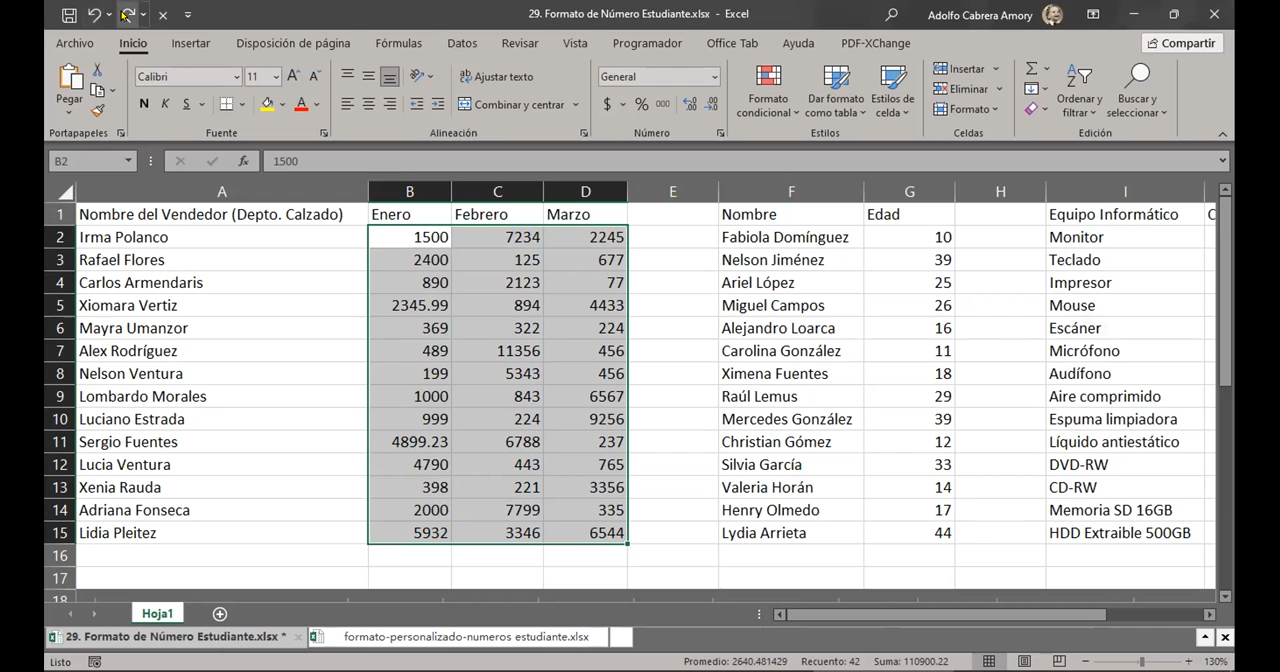 29. Formato de Número Estudiante.xlsx - Excel
Adolfo Cabrera Amory
Archivo Inicio Insertar Disposición de página Fórmulas Datos Revisar Vista Programador Office Tab Ayuda PDF-XChange Compartir
Pegar
Calibri 11
N K S
Ajustar texto
Combinar y centrar
General
$ % 000
Formato condicional
Dar formato como tabla
Estilos de celda
Insertar
Eliminar
Formato
Ordenar y filtrar
Buscar y seleccionar
Portapapeles Fuente Alineación Número Estilos Celdas Edición
B2 fx 1500
A B C D E F G H I
1 Nombre del Vendedor (Depto. Calzado) Enero Febrero Marzo Nombre Edad Equipo Informático
2 Irma Polanco 1500 7234 2245 Fabiola Domínguez 10 Monitor
3 Rafael Flores 2400 125 677 Nelson Jiménez 39 Teclado
4 Carlos Armendaris 890 2123 77 Ariel López 25 Impresor
5 Xiomara Vertiz 2345.99 894 4433 Miguel Campos 26 Mouse
6 Mayra Umanzor 369 322 224 Alejandro Loarca 16 Escáner
7 Alex Rodríguez 489 11356 456 Carolina González 11 Micrófono
8 Nelson Ventura 199 5343 456 Ximena Fuentes 18 Audífono
9 Lombardo Morales 1000 843 6567 Raúl Lemus 29 Aire comprimido
10 Luciano Estrada 999 224 9256 Mercedes González 39 Espuma limpiadora
11 Sergio Fuentes 4899.23 6788 237 Christian Gómez 12 Líquido antiestático
12 Lucia Ventura 4790 443 765 Silvia García 33 DVD-RW
13 Xenia Rauda 398 221 3356 Valeria Horán 14 CD-RW
14 Adriana Fonseca 2000 7799 335 Henry Olmedo 17 Memoria SD 16GB
15 Lidia Pleitez 5932 3346 6544 Lydia Arrieta 44 HDD Extraible 500GB
16
17
18
Hoja1
29. Formato de Número Estudiante.xlsx * formato-personalizado-numeros estudiante.xlsx
Listo Promedio: 2640.481429 Recuento: 42 Suma: 110900.22 130%